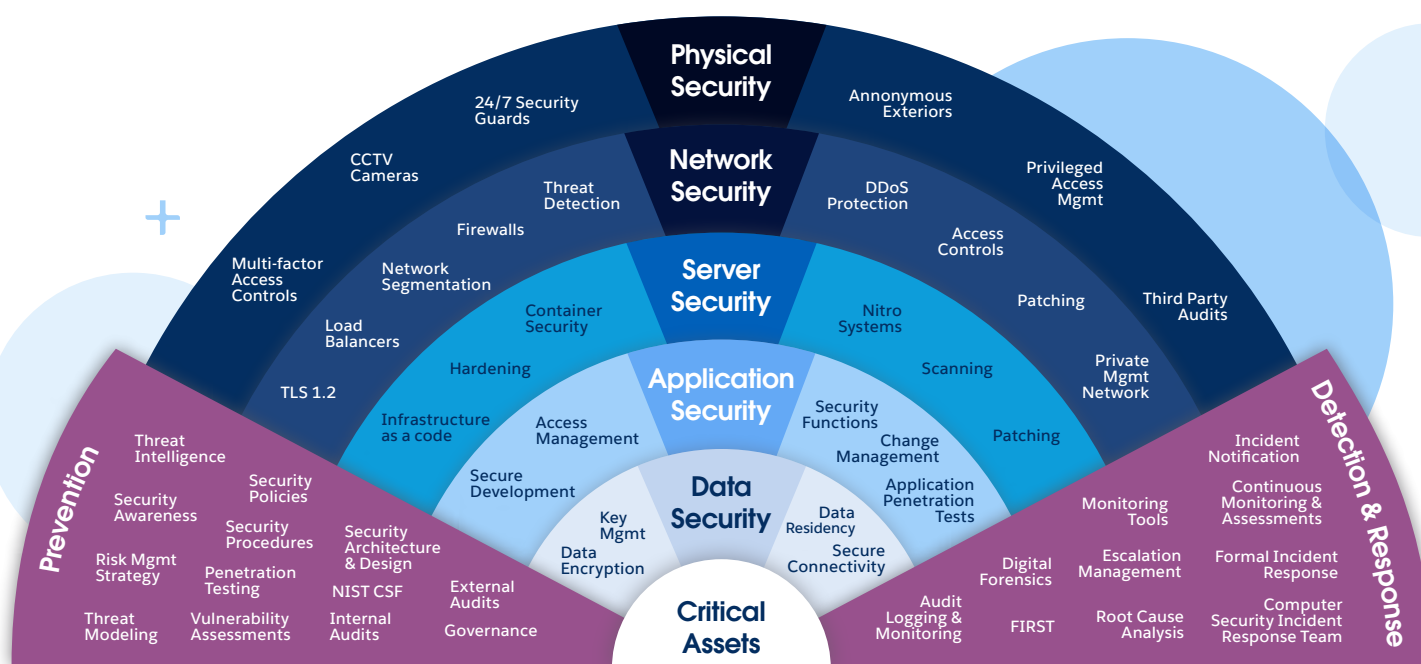 Physical
Security
24/7 Security
Guards
CCTV
Cameras
Multi-factor
Access
Controls
Annonymous
Exteriors
Privileged
Access
Mgmt
Third Party
Audits
Network
Security
Threat
Detection
Firewalls
Network
Segmentation
Load
Balancers
TLS 1.2
DDoS
Protection
Access
Controls
Patching
Private
Mgmt
Network
Server
Security
Container
Security
Hardening
Infrastructure
as a code
Nitro
Systems
Scanning
Patching
Application
Security
Access
Management
Secure
Development
Security
Functions
Change
Management
Application
Penetration
Tests
Data
Security
Key
Mgmt
Data
Encryption
Data
Residency
Secure
Connectivity
Critical
Assets
Prevention
Threat
Intelligence
Security
Policies
Security
Awareness
Security
Procedures
Security
Architecture
& Design
Risk Mgmt
Strategy
Penetration
Testing
NIST CSF
External
Audits
Threat
Modeling
Vulnerability
Assessments
Internal
Audits
Governance
Detection & Response
Incident
Notification
Monitoring
Tools
Continuous
Monitoring &
Assessments
Digital
Forensics
Escalation
Management
Formal Incident
Response
Audit
Logging &
Monitoring
FIRST
Root Cause
Analysis
Computer
Security Incident
Response Team